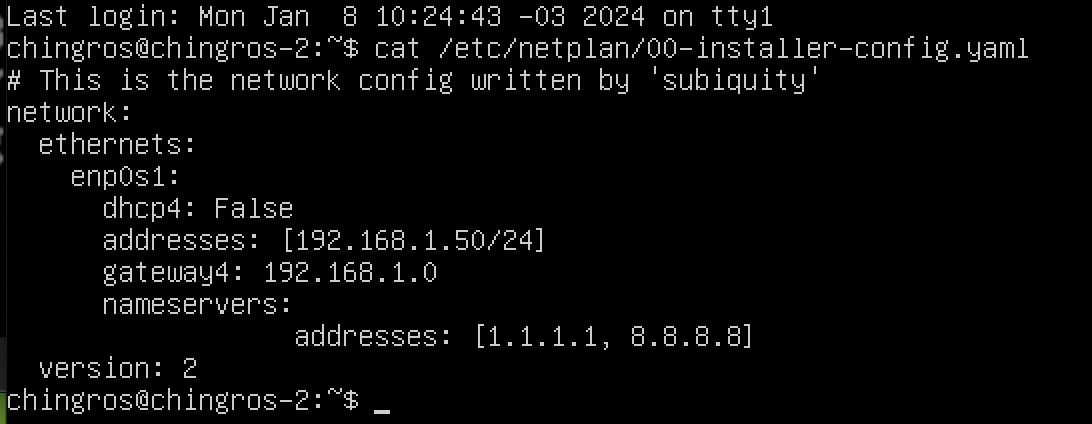 Last login: Mon Jan  8 10:24:43 -03 2024 on tty1
chingros@chingros-2:~$ cat /etc/netplan/00-installer-config.yaml
# This is the network config written by 'subiquity'
network:
  ethernets:
    enp0s1:
      dhcp4: False
      addresses: [192.168.1.50/24]
      gateway4: 192.168.1.0
      nameservers:
                  addresses: [1.1.1.1, 8.8.8.8]
  version: 2
chingros@chingros-2:~$ _